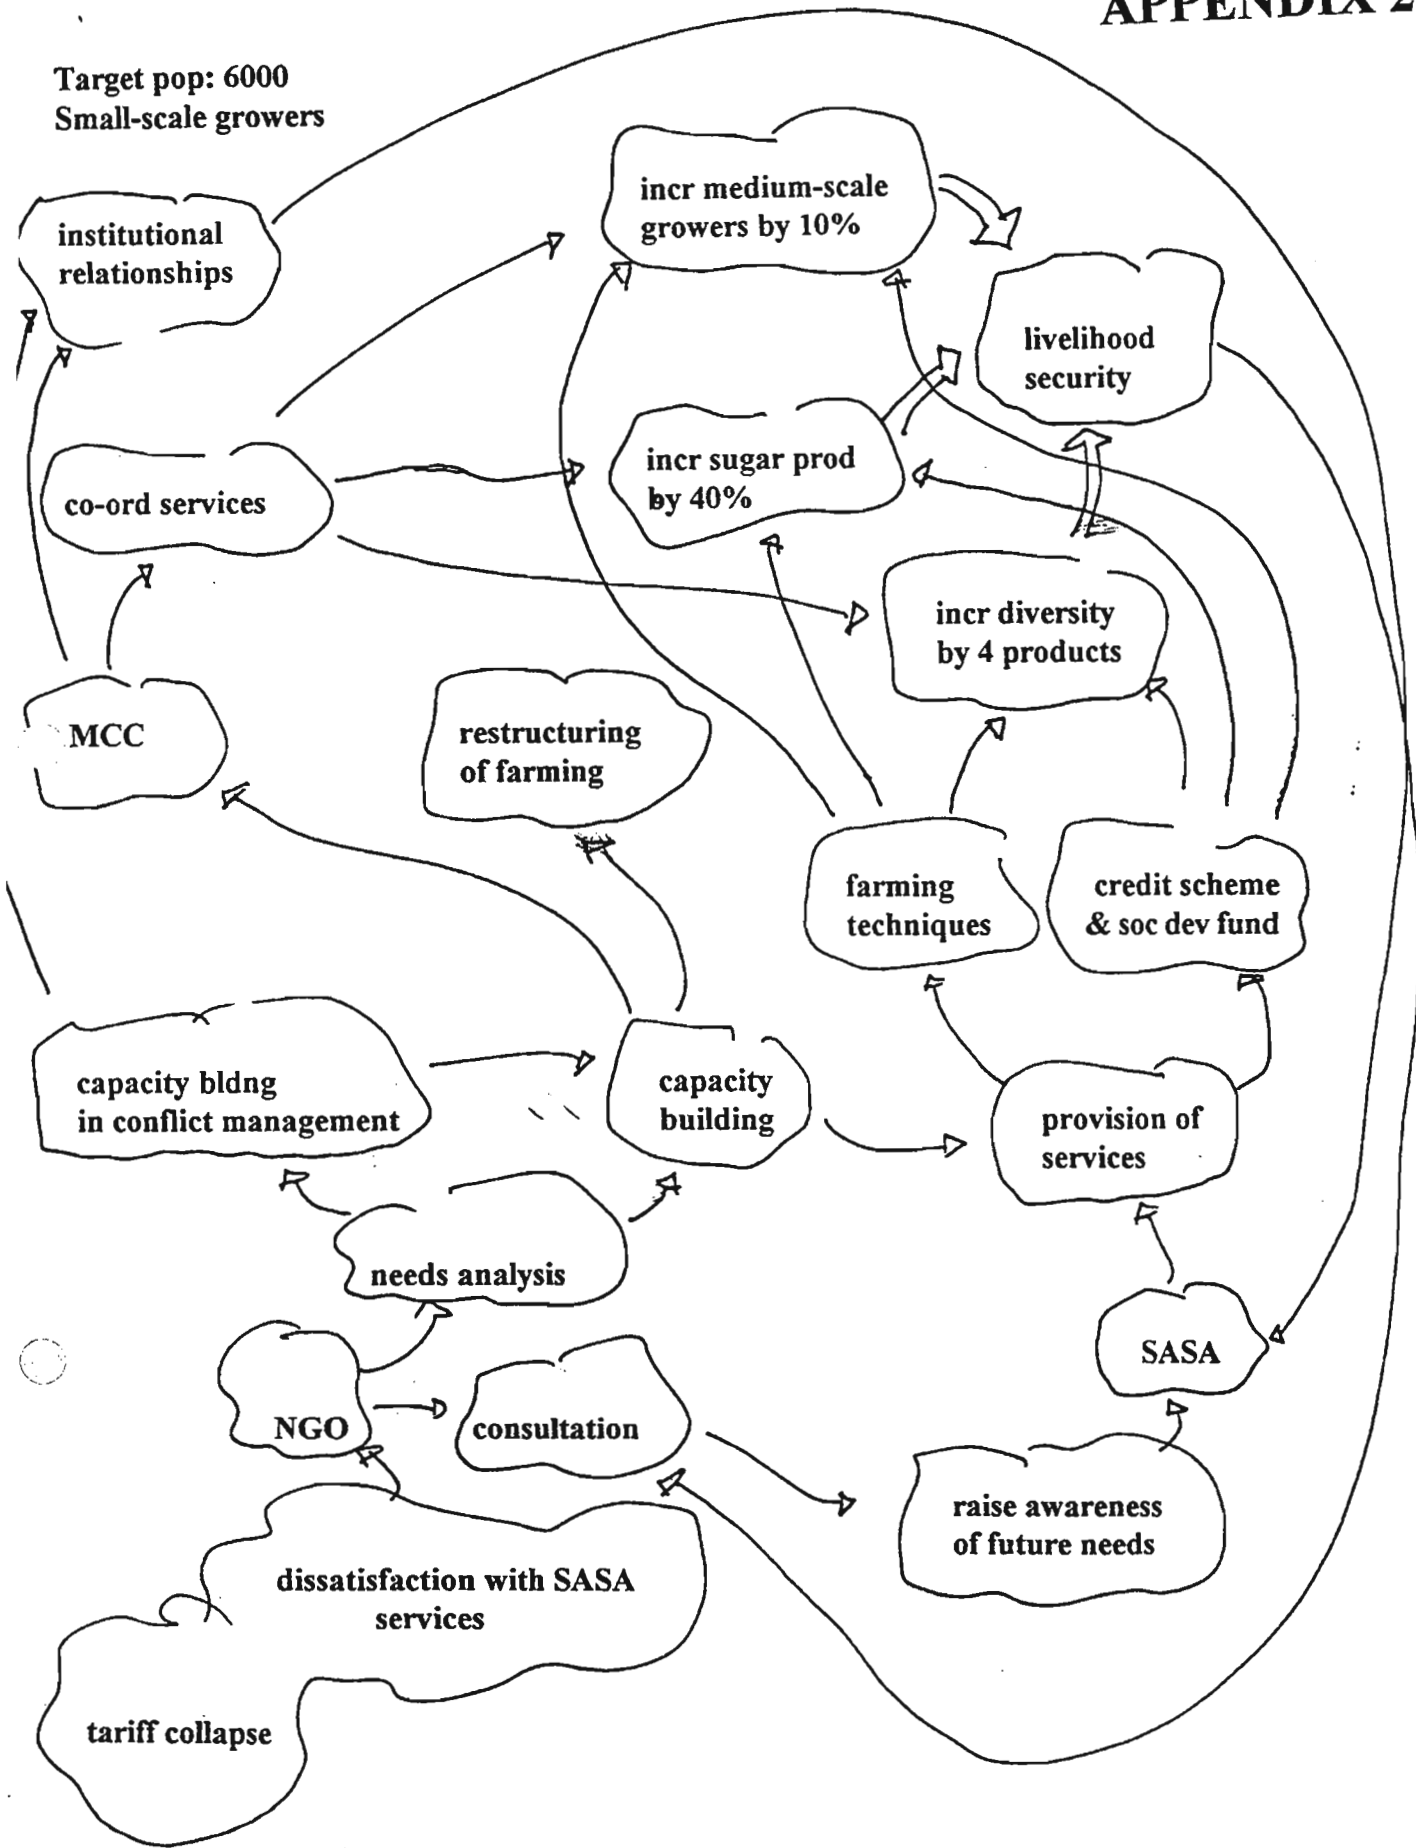 APPENDIX 2
Target pop: 6000
Small-scale growers
incr medium-scale
growers by 10%
institutional
relationships
livelihood
security
incr sugar prod
by 40%
co-ord services
incr diversity
by 4 products
MCC
restructuring
of farming
farming
techniques
credit scheme
& soc dev fund
capacity bldng
in conflict management
capacity
building
provision of
services
needs analysis
SASA
NGO
consultation
raise awareness
of future needs
dissatisfaction with SASA
services
tariff collapse